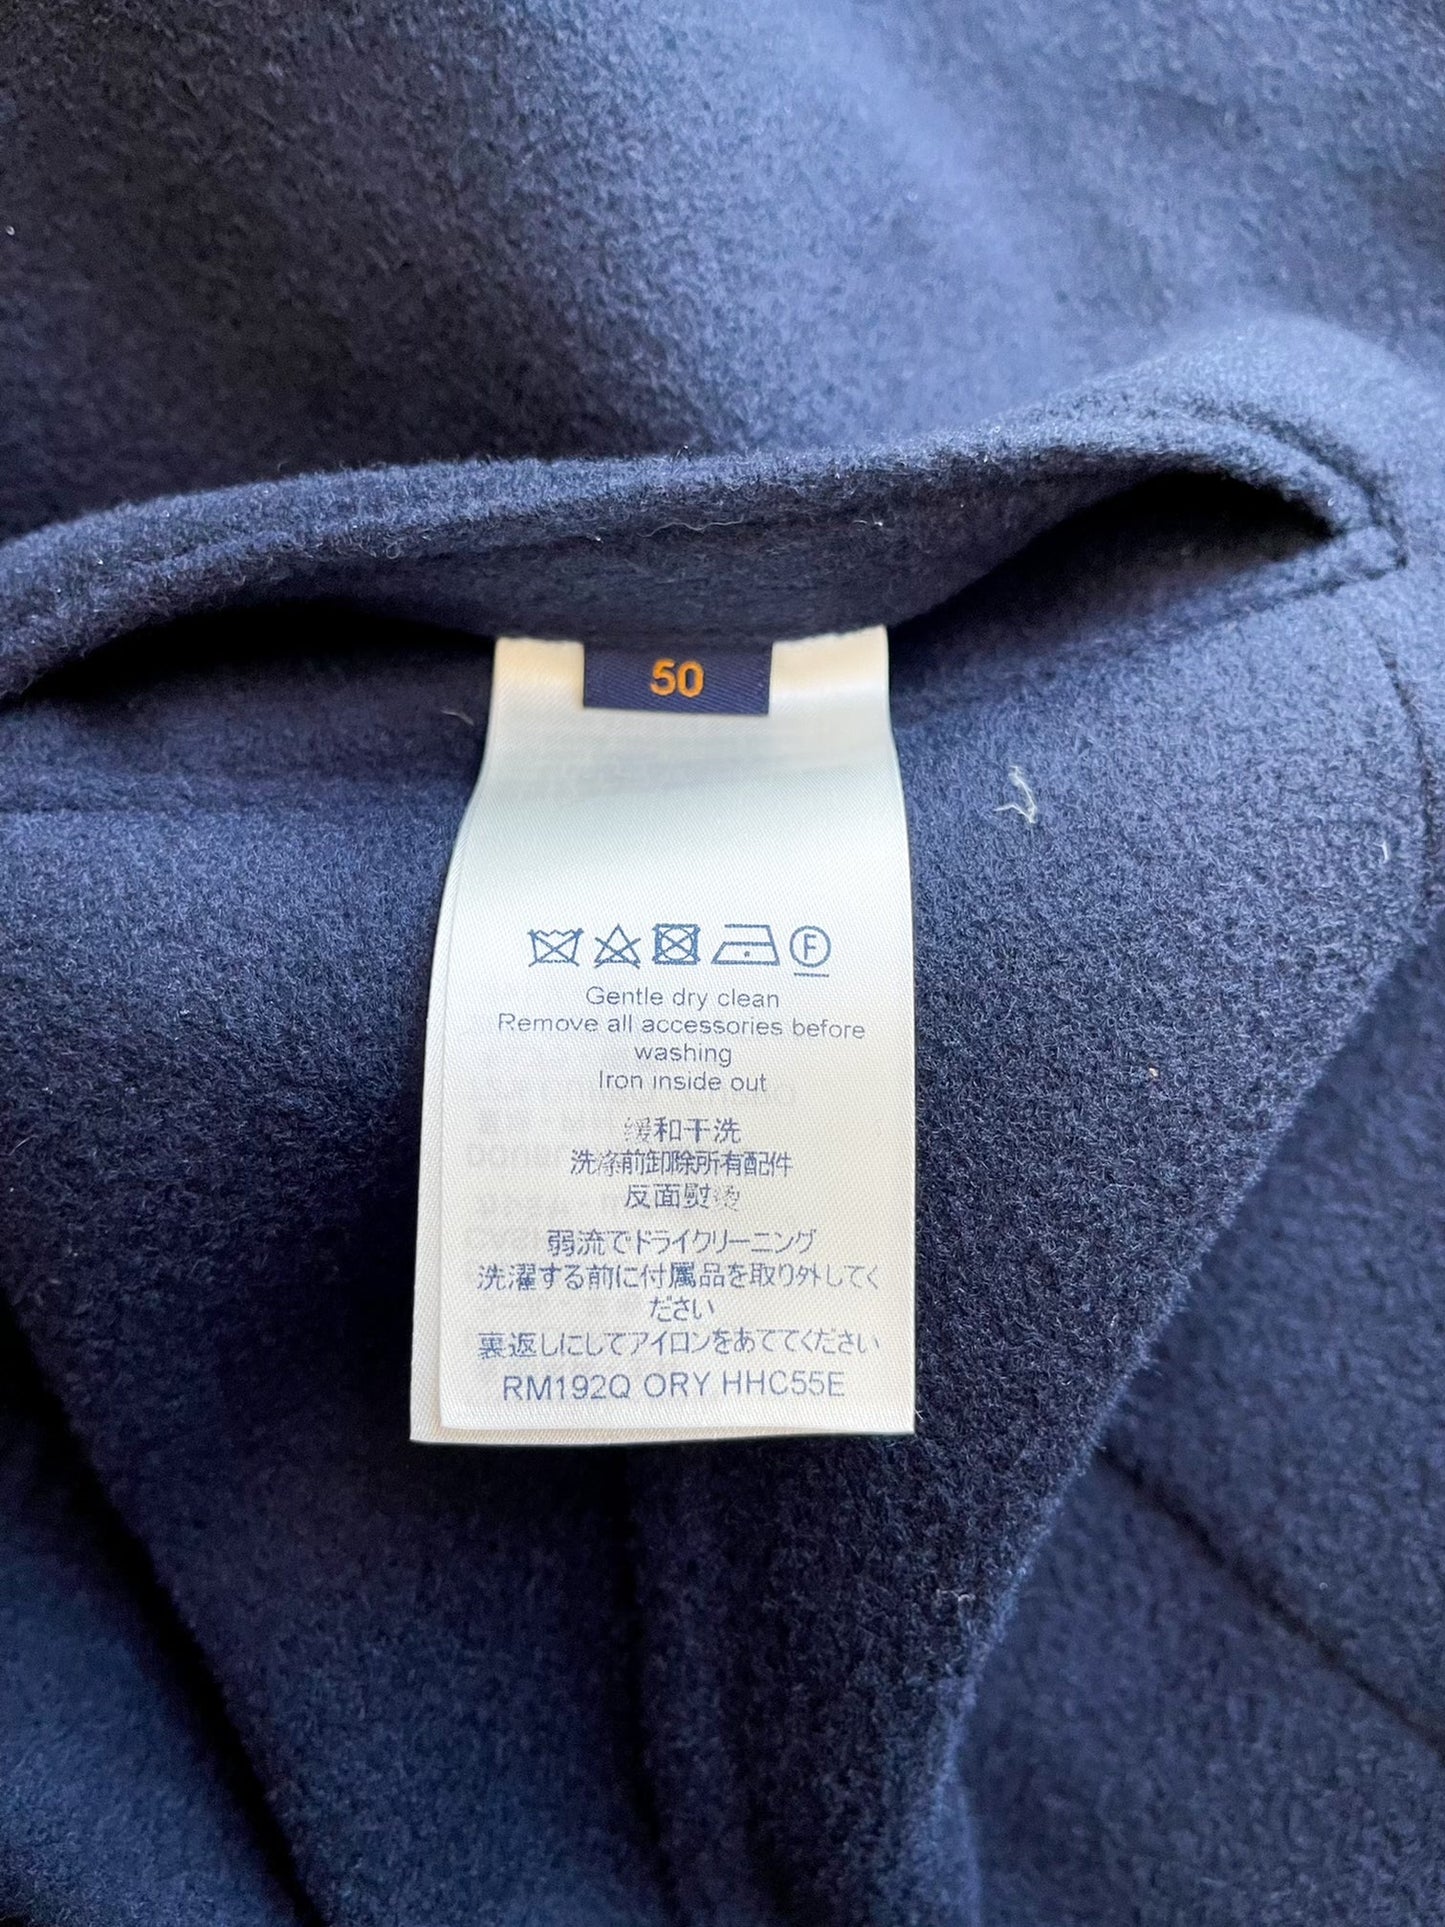 50
F
Gentle dry clean
Remove all accessories before
washing
Iron inside out
缓和干洗
洗涤前卸除所有配件
反面熨烫
弱流でドライクリーニング
洗濯する前に付属品を取り外してく
ださい
裏返しにしてアイロンをあててください
RM192Q ORY HHC55E